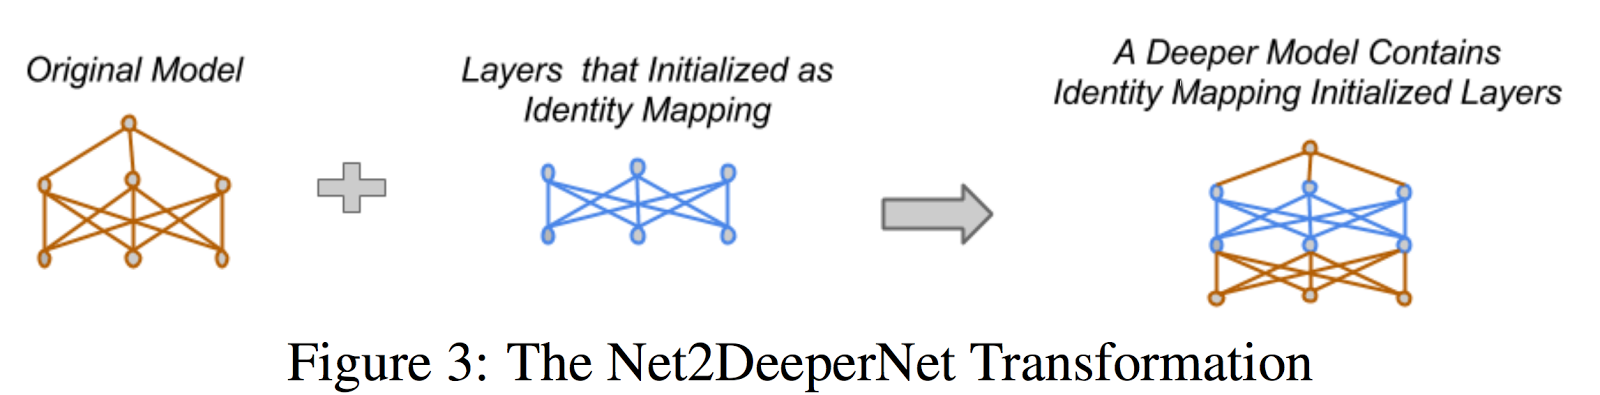 Original Model
Layers that Initialized as
Identity Mapping
A Deeper Model Contains
Identity Mapping Initialized Layers
Figure 3: The Net2DeeperNet Transformation